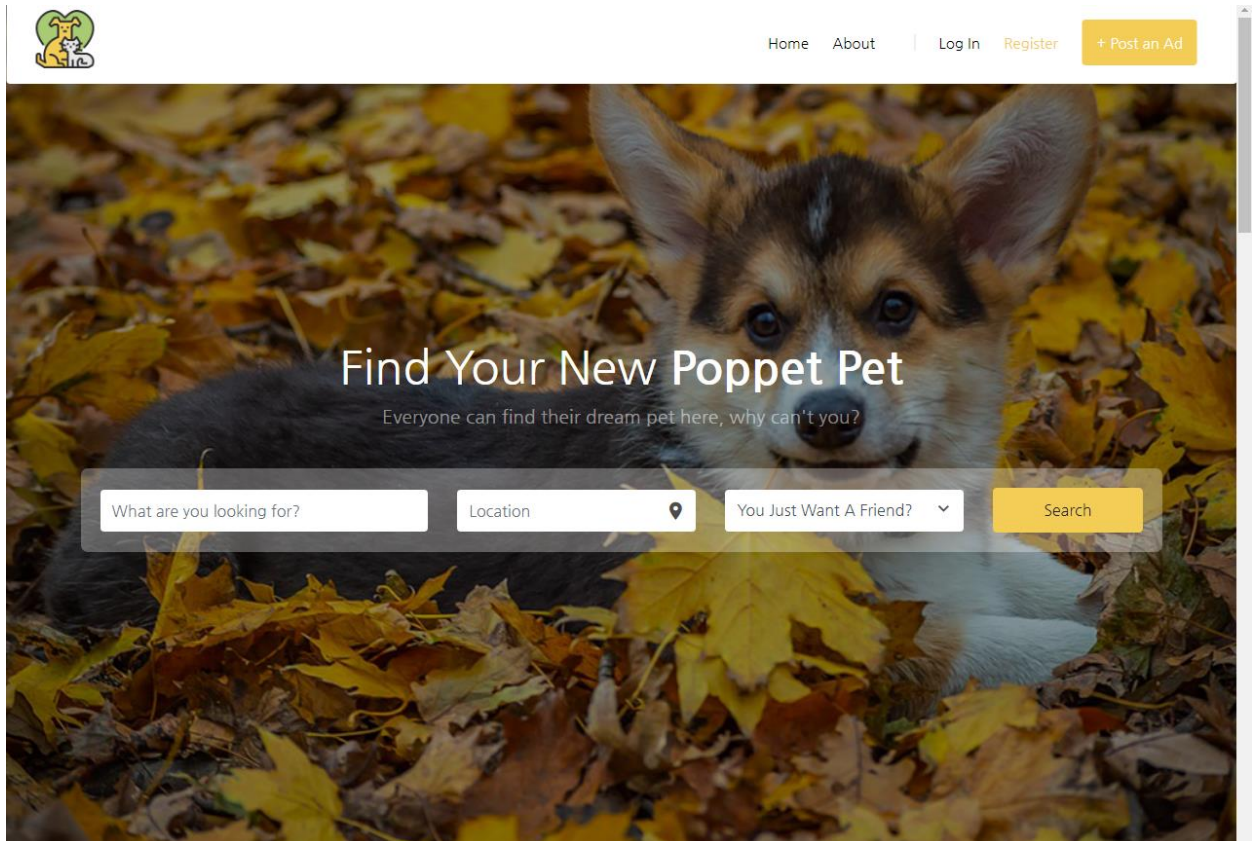 Home About Log In Register + Post an Ad
Find Your New Poppet Pet
Everyone can find their dream pet here, why can't you?
What are you looking for? Location You Just Want A Friend? Search